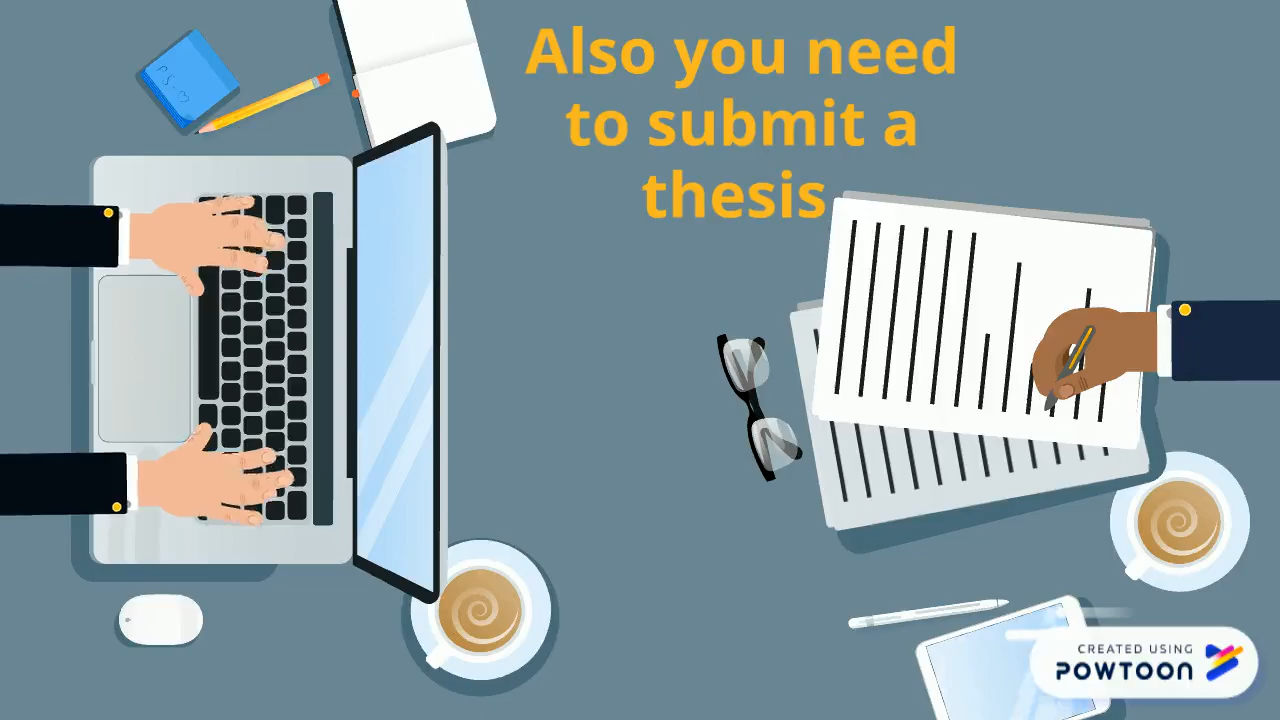 Also you need
to submit a
thesis
P.S.
CREATED USING
POWTOON